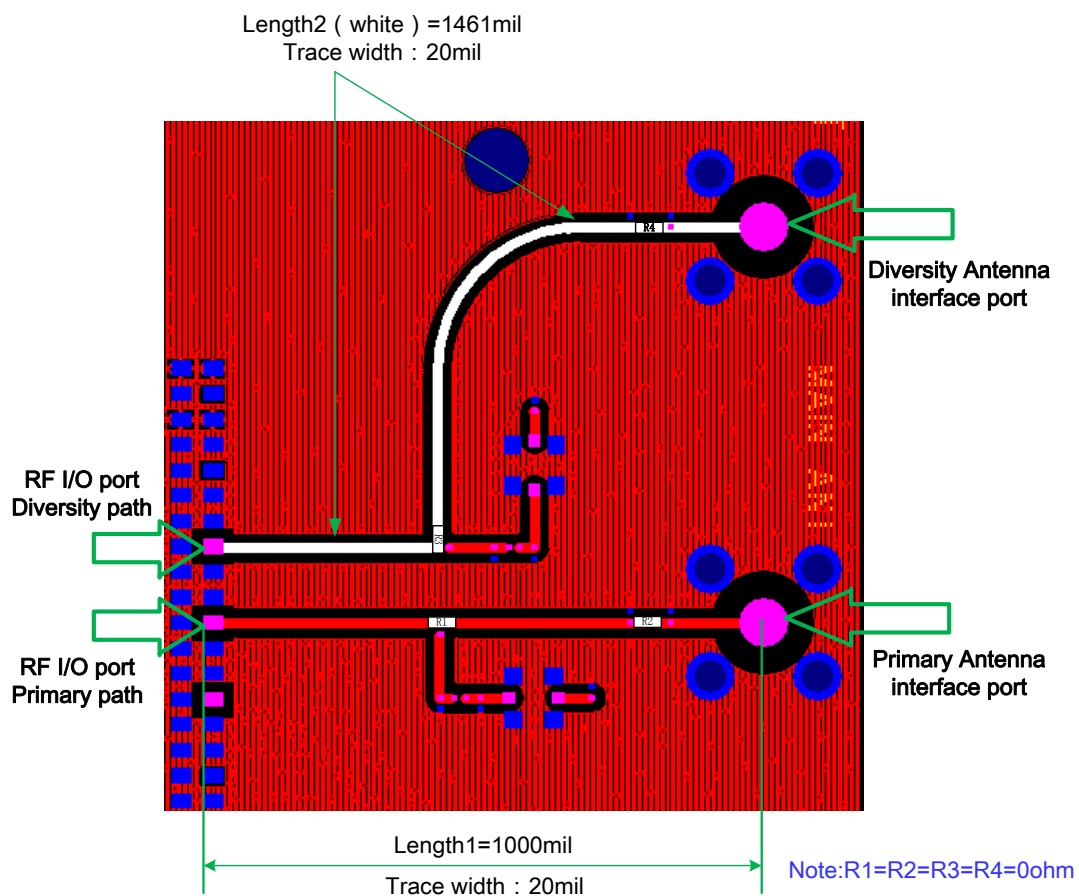 Length2 ( white ) =1461mil
Trace width : 20mil
R4
Diversity Antenna
interface port
RF I/O port
Diversity path
R3
R1
R2
RF I/O port
Primary path
Primary Antenna
interface port
Length1=1000mil
Trace width : 20mil
Note:R1=R2=R3=R4=0ohm